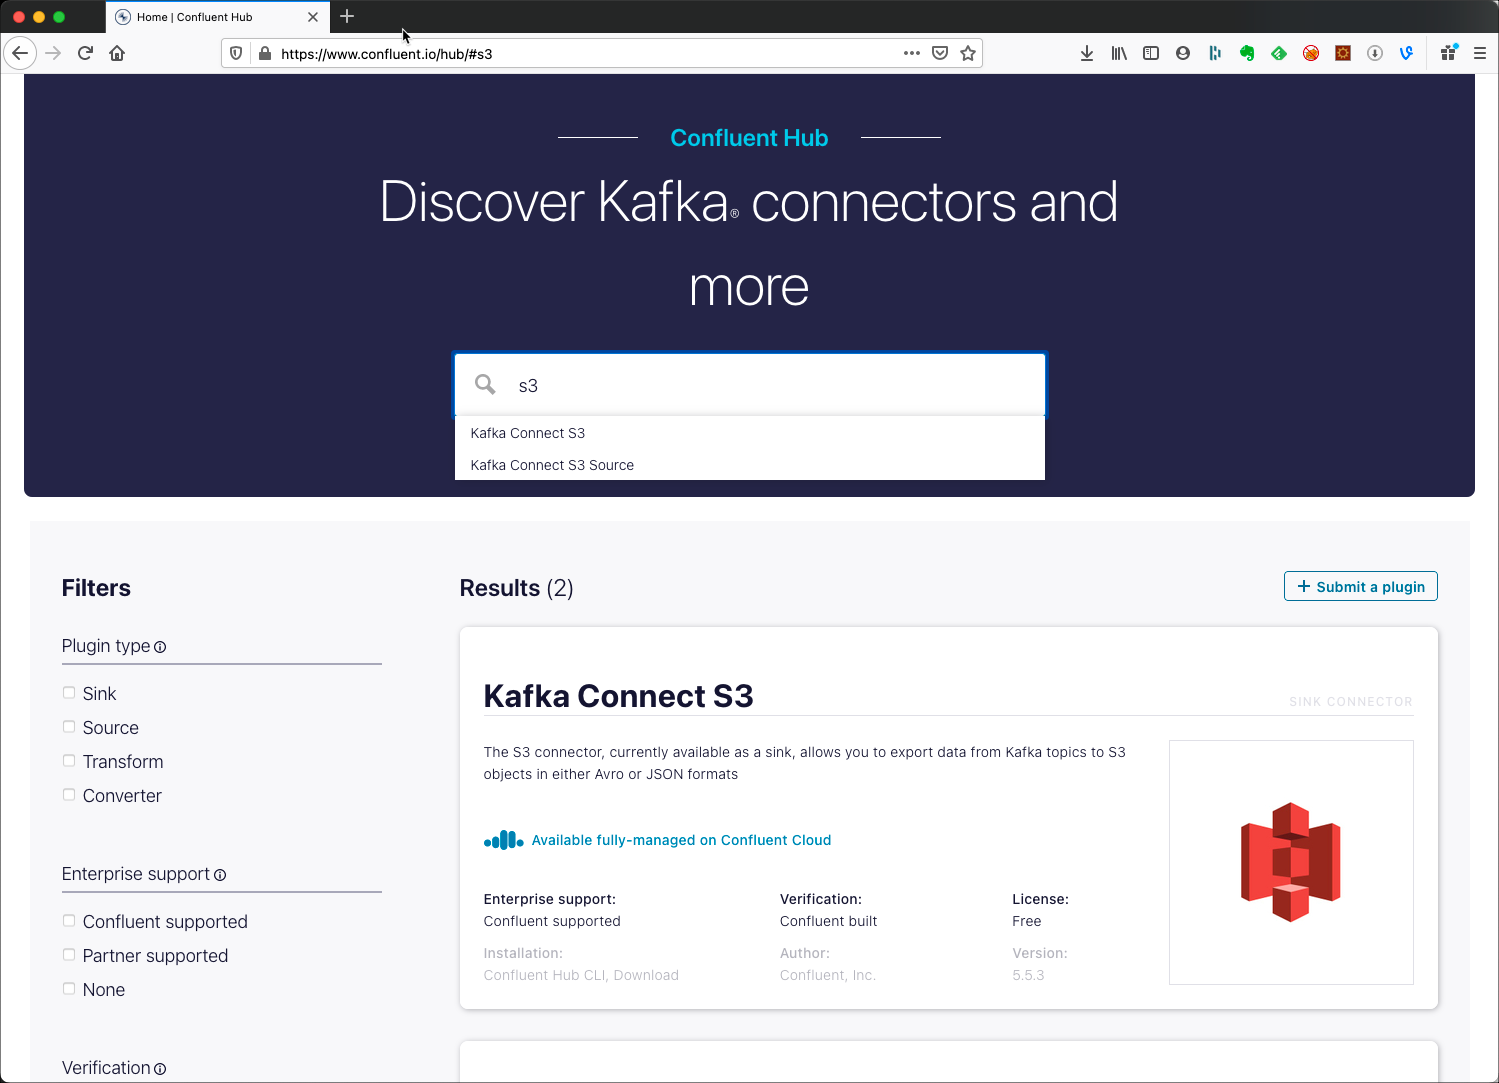 Home | Confluent Hub
https://www.confluent.io/hub/#s3
Confluent Hub
Discover Kafka® connectors and
more
s3
Kafka Connect S3
Kafka Connect S3 Source
Filters
Plugin type
Sink
Source
Transform
Converter
Enterprise support
Confluent supported
Partner supported
None
Verification
Results (2)
+ Submit a plugin
Kafka Connect S3
SINK CONNECTOR
The S3 connector, currently available as a sink, allows you to export data from Kafka topics to S3
objects in either Avro or JSON formats
Available fully-managed on Confluent Cloud
Enterprise support: Verification: License:
Confluent supported Confluent built Free
Installation: Author: Version:
Confluent Hub CLI, Download Confluent, Inc. 5.5.3